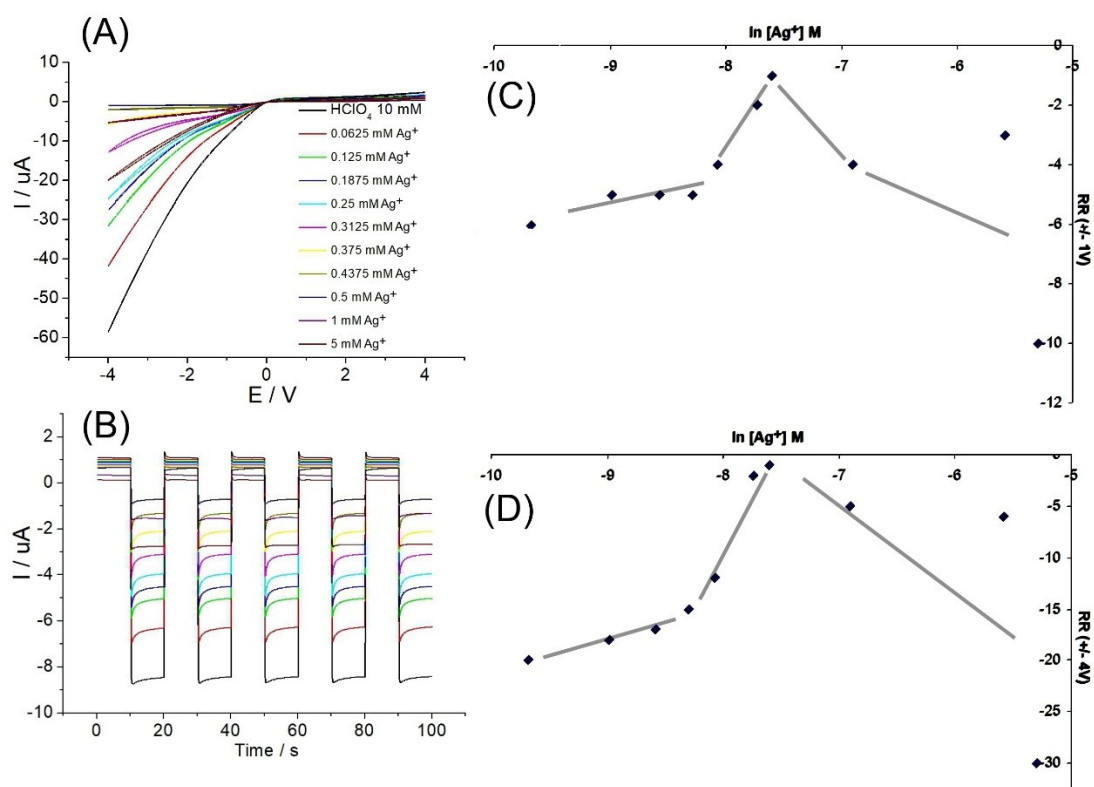 (A)
10
0
-10
-20
-30
-40
-50
-60
I / uA
-4 -2 0 2 4
E / V
HClO₄ 10 mM
0.0625 mM Ag⁺
0.125 mM Ag⁺
0.1875 mM Ag⁺
0.25 mM Ag⁺
0.3125 mM Ag⁺
0.375 mM Ag⁺
0.4375 mM Ag⁺
0.5 mM Ag⁺
1 mM Ag⁺
5 mM Ag⁺
(B)
2
0
-2
-4
-6
-8
-10
I / uA
0 20 40 60 80 100
Time / s
(C)
ln [Ag⁺] M
-10 -9 -8 -7 -6 -5
0
-2
-4
-6
-8
-10
-12
RR (+/- 1V)
(D)
ln [Ag⁺] M
-10 -9 -8 -7 -6 -5
0
-5
-10
-15
-20
-25
-30
RR (+/- 4V)